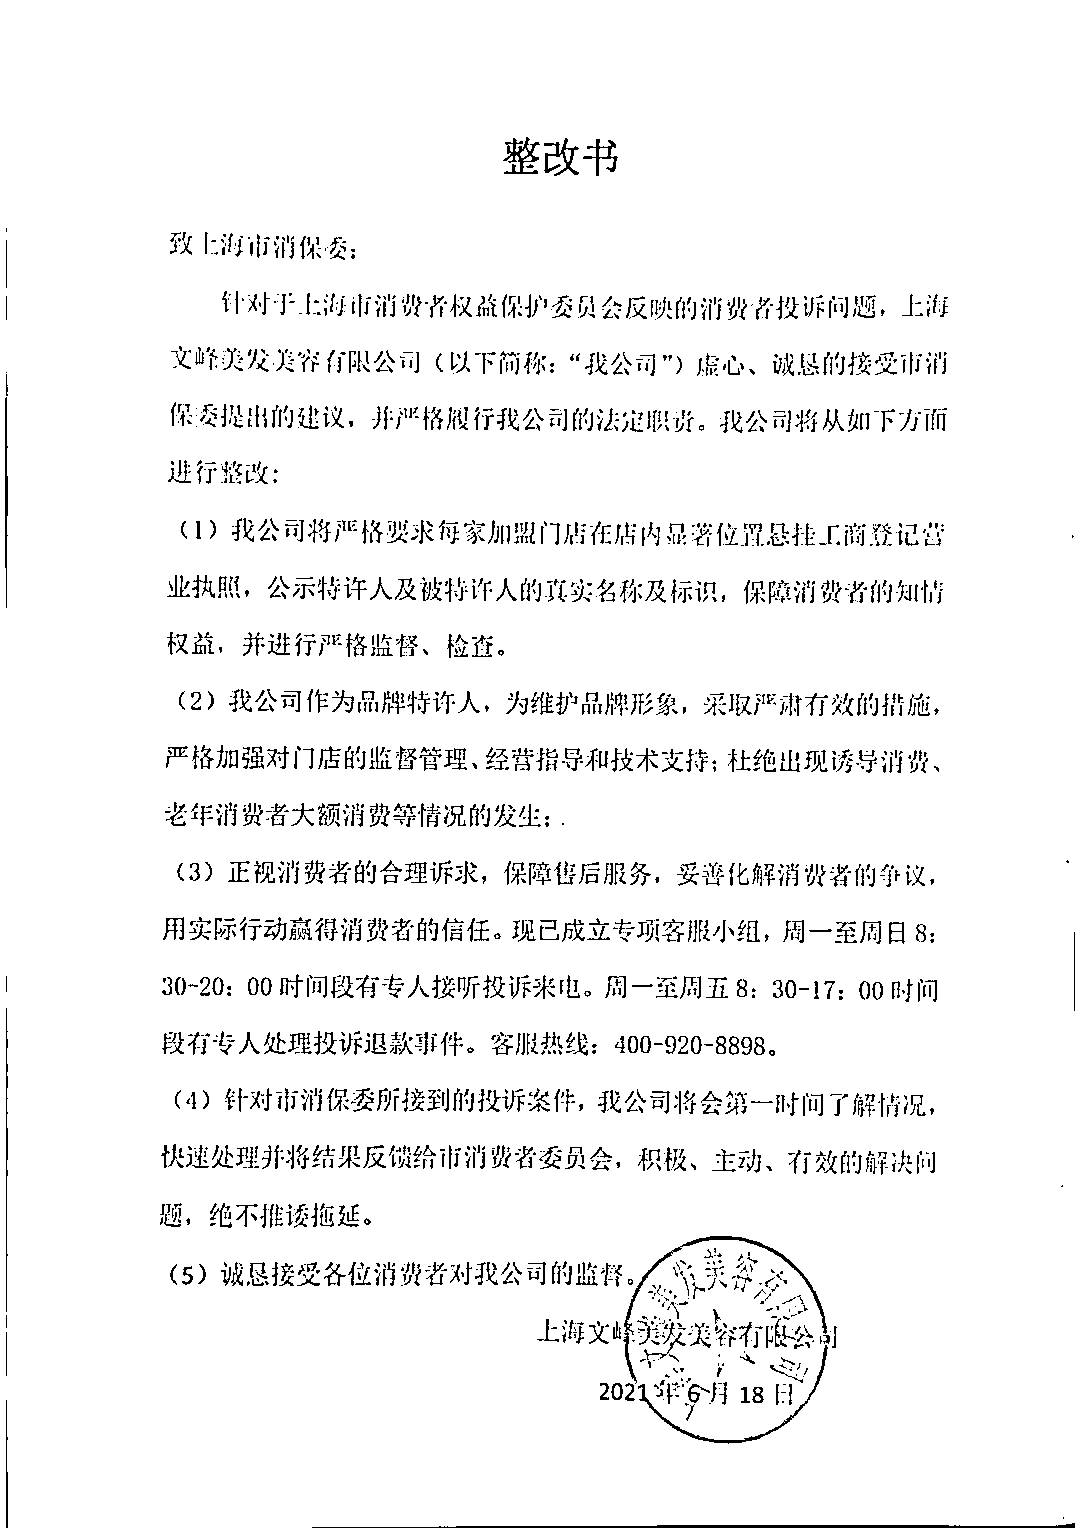 整改书
致上海市消保委：
针对于上海市消费者权益保护委员会反映的消费者投诉问题，上海
文峰美发美容有限公司（以下简称：“我公司”）虚心、诚恳的接受市消
保委提出的建议，并严格履行我公司的法定职责。我公司将从如下方面
进行整改：
（1）我公司将严格要求每家加盟门店在店内显著位置悬挂工商登记营
业执照，公示特许人及被特许人的真实名称及标识，保障消费者的知情
权益，并进行严格监督、检查。
（2）我公司作为品牌特许人，为维护品牌形象，采取严肃有效的措施，
严格加强对门店的监督管理、经营指导和技术支持；杜绝出现诱导消费、
老年消费者大额消费等情况的发生；.
（3）正视消费者的合理诉求，保障售后服务，妥善化解消费者的争议，
用实际行动赢得消费者的信任。现已成立专项客服小组，周一至周日 8：
30-20：00 时间段有专人接听投诉来电。周一至周五 8：30-17：00 时间
段有专人处理投诉退款事件。客服热线：400-920-8898。
（4）针对市消保委所接到的投诉案件，我公司将会第一时间了解情况，
快速处理并将结果反馈给市消费者委员会，积极、主动、有效的解决问
题，绝不推诿拖延。
（5）诚恳接受各位消费者对我公司的监督。
上海文峰美发美容有限公司
2021 年 6 月 18 日
文峰美发美容有限公司